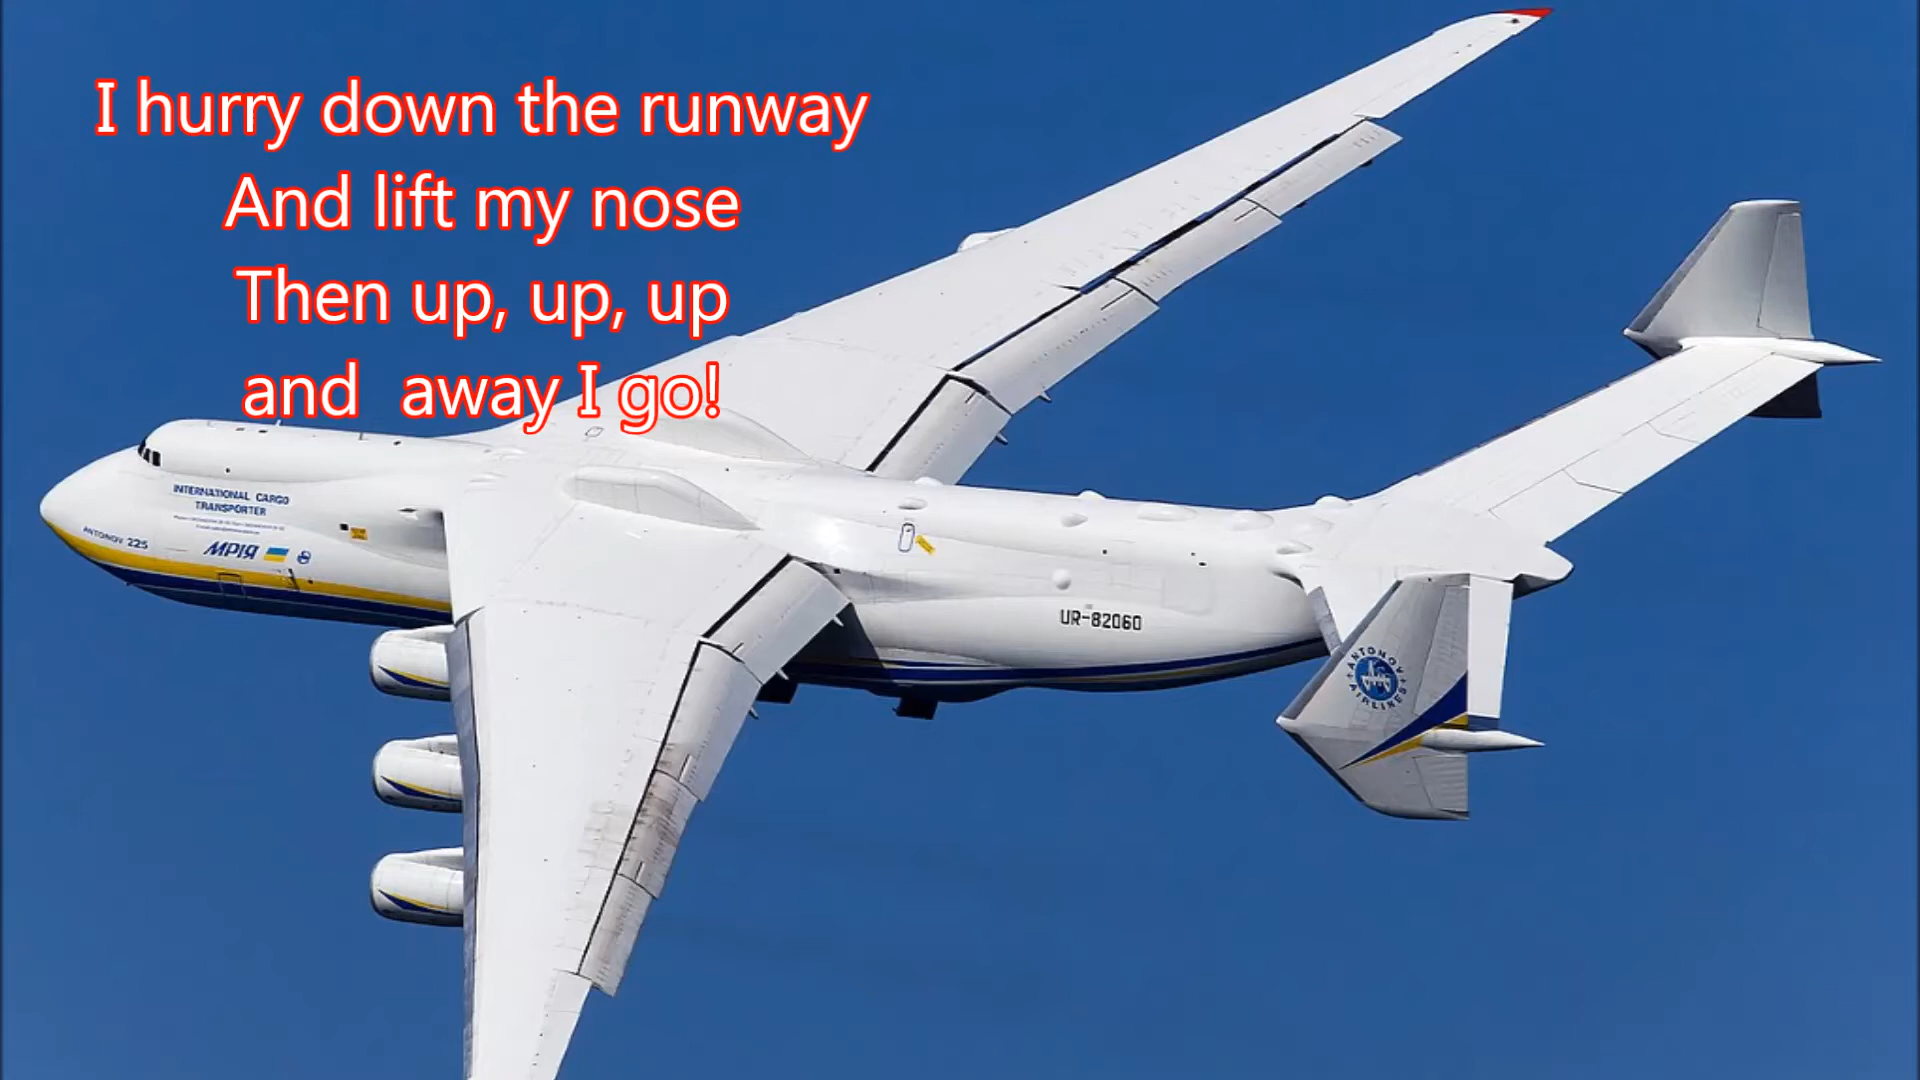 I hurry down the runway
And lift my nose
Then up, up, up
and  away I go!
INTERNATIONAL CARGO
TRANSPORTER
ANTONOV 225
МРІЯ
UR-82060
ANTONOV
AIRLINES